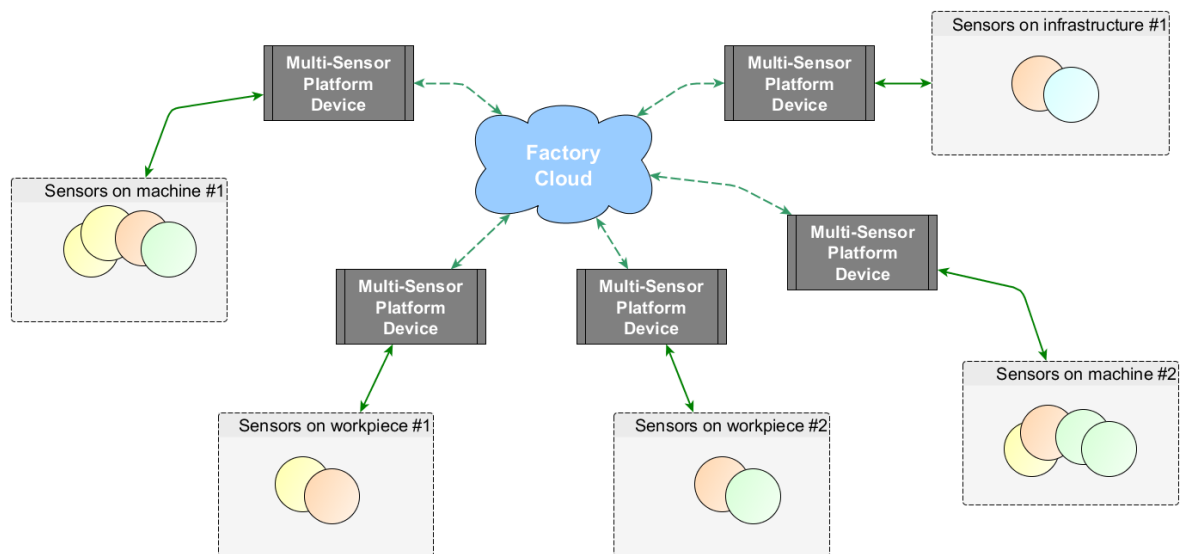 Sensors on infrastructure #1
Multi-Sensor
Platform
Device
Multi-Sensor
Platform
Device
Factory
Cloud
Sensors on machine #1
Multi-Sensor
Platform
Device
Multi-Sensor
Platform
Device
Multi-Sensor
Platform
Device
Sensors on machine #2
Sensors on workpiece #1
Sensors on workpiece #2